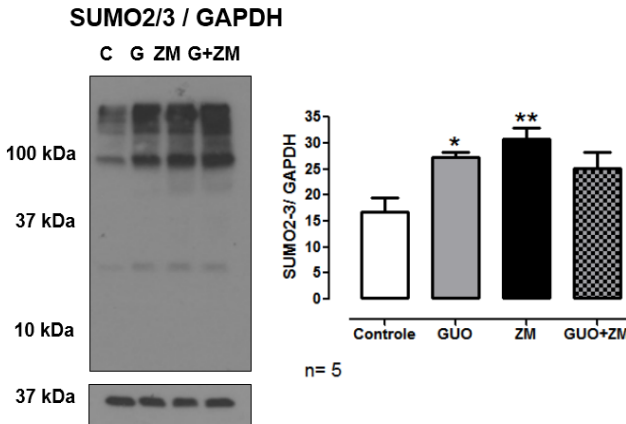 SUMO2/3 / GAPDH
C G ZM G+ZM
100 kDa
37 kDa
10 kDa
37 kDa
SUMO2-3/ GAPDH
35
30
25
20
15
10
5
0
*
**
Controle GUO ZM GUO+ZM
n= 5